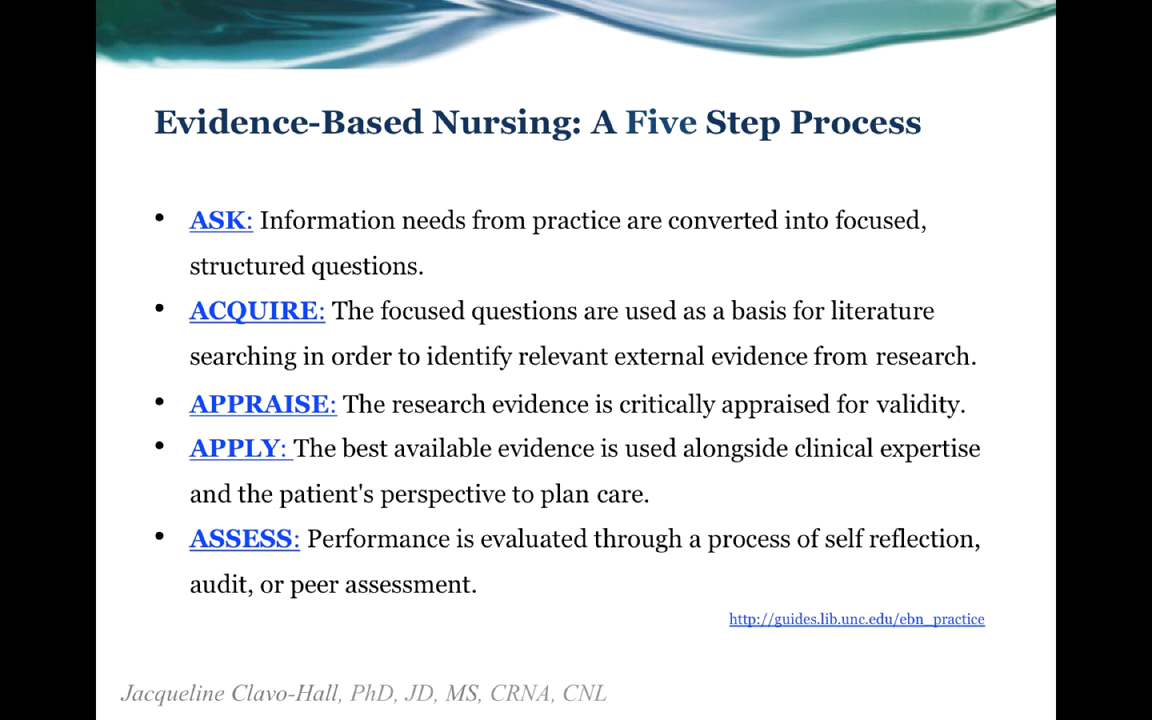 Evidence-Based Nursing: A Five Step Process
• ASK: Information needs from practice are converted into focused,
structured questions.
• ACQUIRE: The focused questions are used as a basis for literature
searching in order to identify relevant external evidence from research.
• APPRAISE: The research evidence is critically appraised for validity.
• APPLY: The best available evidence is used alongside clinical expertise
and the patient's perspective to plan care.
• ASSESS: Performance is evaluated through a process of self reflection,
audit, or peer assessment.
http://guides.lib.unc.edu/ebn_practice
Jacqueline Clavo-Hall, PhD, JD, MS, CRNA, CNL